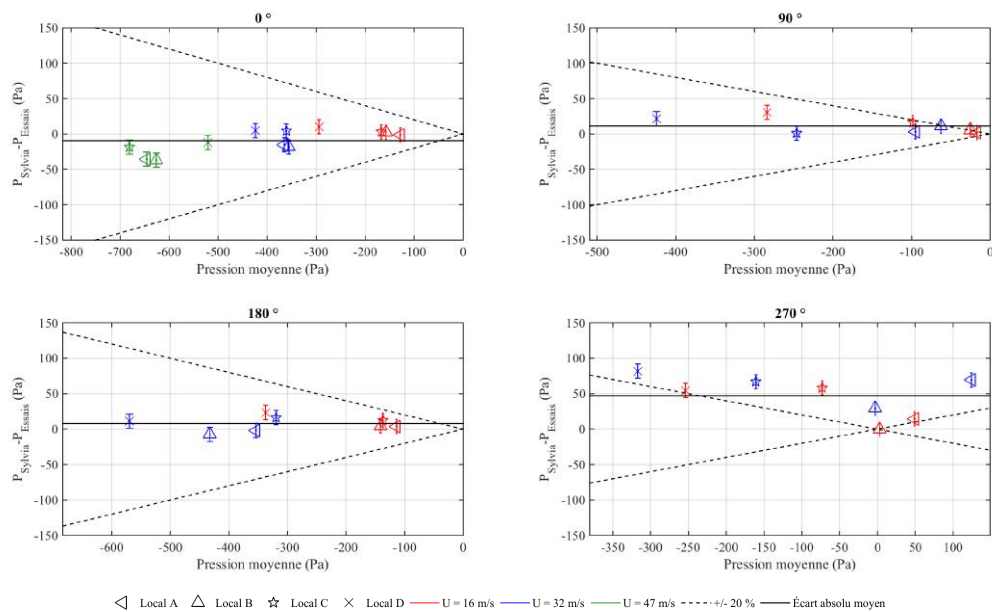 0 °
150
100
50
0
-50
-100
-150
P Sylvia-P Essais (Pa)
-800 -700 -600 -500 -400 -300 -200 -100 0
Pression moyenne (Pa)
90 °
150
100
50
0
-50
-100
-150
P Sylvia-P Essais (Pa)
-500 -400 -300 -200 -100 0
Pression moyenne (Pa)
180 °
150
100
50
0
-50
-100
-150
P Sylvia-P Essais (Pa)
-600 -500 -400 -300 -200 -100 0
Pression moyenne (Pa)
270 °
150
100
50
0
-50
-100
-150
P Sylvia-P Essais (Pa)
-350 -300 -250 -200 -150 -100 -50 0 50 100
Pression moyenne (Pa)
Local A Local B Local C Local D U = 16 m/s U = 32 m/s U = 47 m/s +/- 20 % Écart absolu moyen